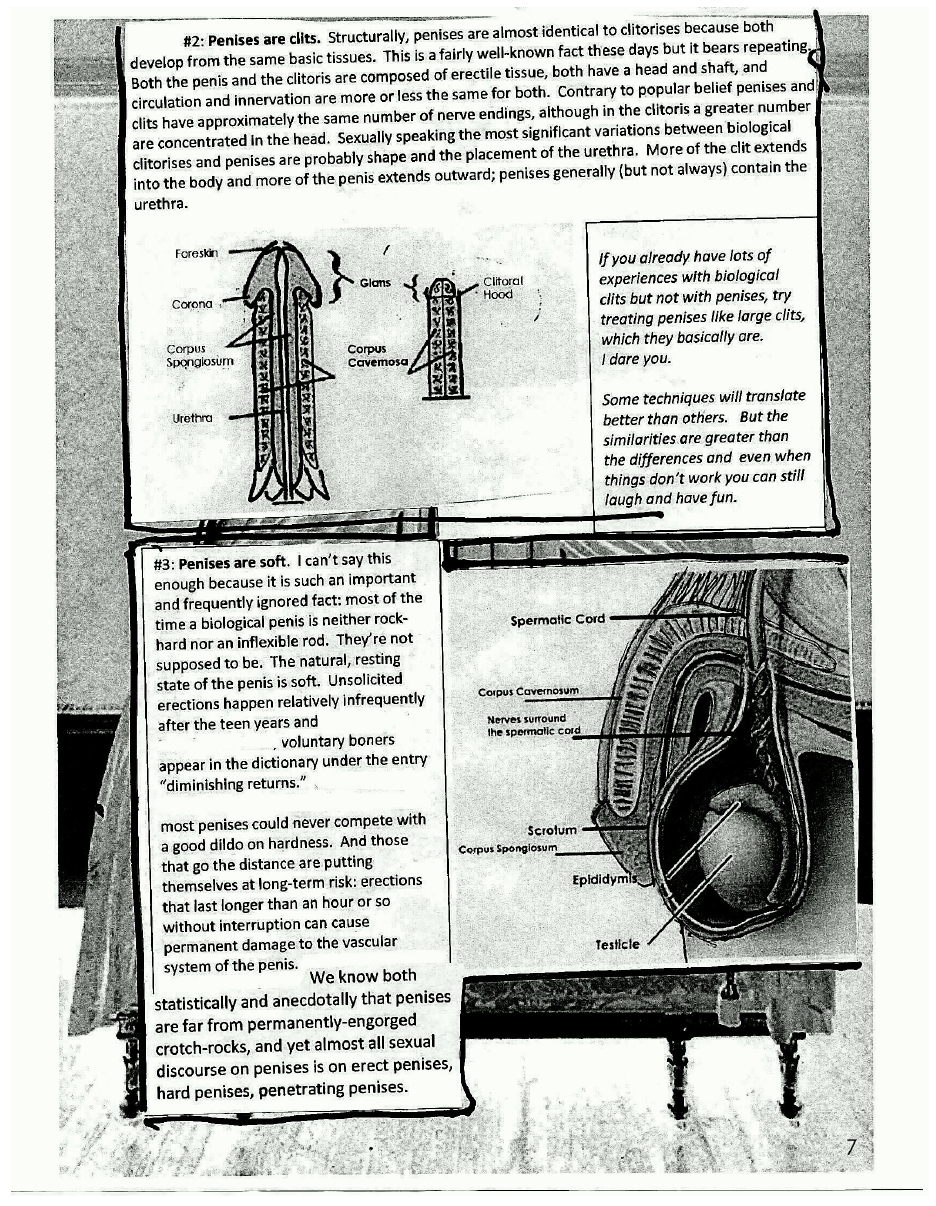 #2: Penises are clits. Structurally, penises are almost identical to clitorises because both
develop from the same basic tissues. This is a fairly well-known fact these days but it bears repeating.
Both the penis and the clitoris are composed of erectile tissue, both have a head and shaft, and
circulation and innervation are more or less the same for both. Contrary to popular belief penises and
clits have approximately the same number of nerve endings, although in the clitoris a greater number
are concentrated in the head. Sexually speaking the most significant variations between biological
clitorises and penises are probably shape and the placement of the urethra. More of the clit extends
into the body and more of the penis extends outward; penises generally (but not always) contain the
urethra.
Foreskin
Glans
Clitoral
Hood
Corona
Corpus
Spongiosum
Corpus
Cavernosa
Urethra
If you already have lots of
experiences with biological
clits but not with penises, try
treating penises like large clits,
which they basically are.
I dare you.
Some techniques will translate
better than others. But the
similarities are greater than
the differences and even when
things don't work you can still
laugh and have fun.
#3: Penises are soft. I can't say this
enough because it is such an important
and frequently ignored fact: most of the
time a biological penis is neither rock-
hard nor an inflexible rod. They're not
supposed to be. The natural, resting
state of the penis is soft. Unsolicited
erections happen relatively infrequently
after the teen years and
, voluntary boners
appear in the dictionary under the entry
"diminishing returns."
most penises could never compete with
a good dildo on hardness. And those
that go the distance are putting
themselves at long-term risk: erections
that last longer than an hour or so
without interruption can cause
permanent damage to the vascular
system of the penis.
We know both
statistically and anecdotally that penises
are far from permanently-engorged
crotch-rocks, and yet almost all sexual
discourse on penises is on erect penises,
hard penises, penetrating penises.
Spermatic Cord
Corpus Cavernosum
Nerves surround
the spermatic cord
Scrotum
Corpus Spongiosum
Epididymis
Testicle
7